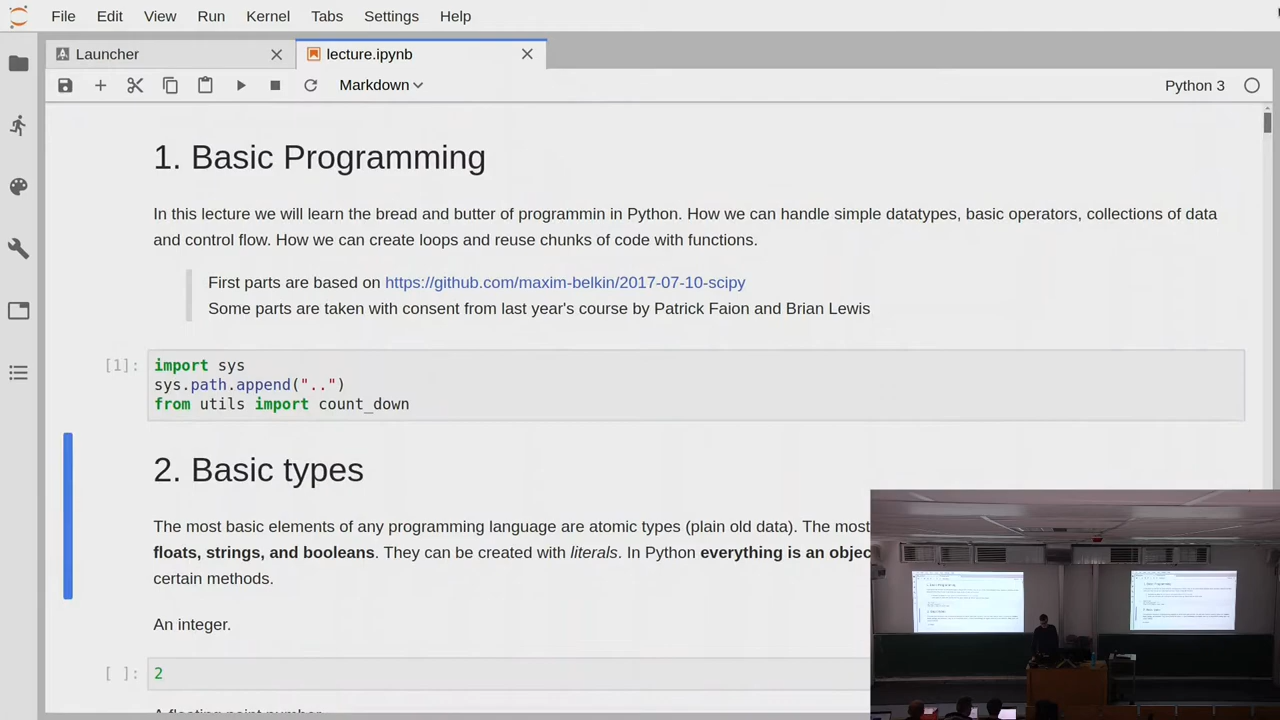 File Edit View Run Kernel Tabs Settings Help
Launcher lecture.ipynb
Markdown Python 3
1. Basic Programming
In this lecture we will learn the bread and butter of programmin in Python. How we can handle simple datatypes, basic operators, collections of data
and control flow. How we can create loops and reuse chunks of code with functions.
First parts are based on https://github.com/maxim-belkin/2017-07-10-scipy
Some parts are taken with consent from last year's course by Patrick Faion and Brian Lewis
[1]: import sys
sys.path.append("..")
from utils import count_down
2. Basic types
The most basic elements of any programming language are atomic types (plain old data). The most
floats, strings, and booleans. They can be created with literals. In Python everything is an objec
certain methods.
An integer.
[ ]: 2
A floating point number